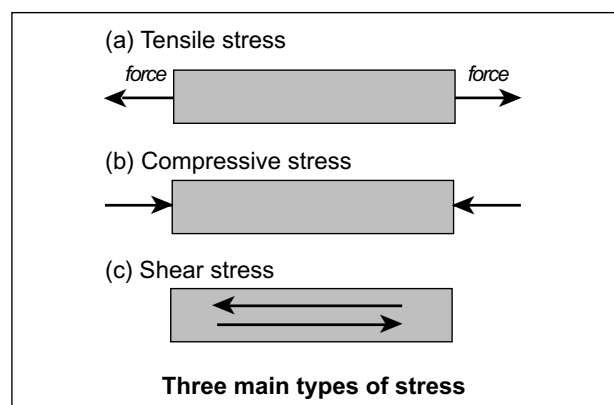 (a) Tensile stress
force force
(b) Compressive stress
(c) Shear stress
Three main types of stress